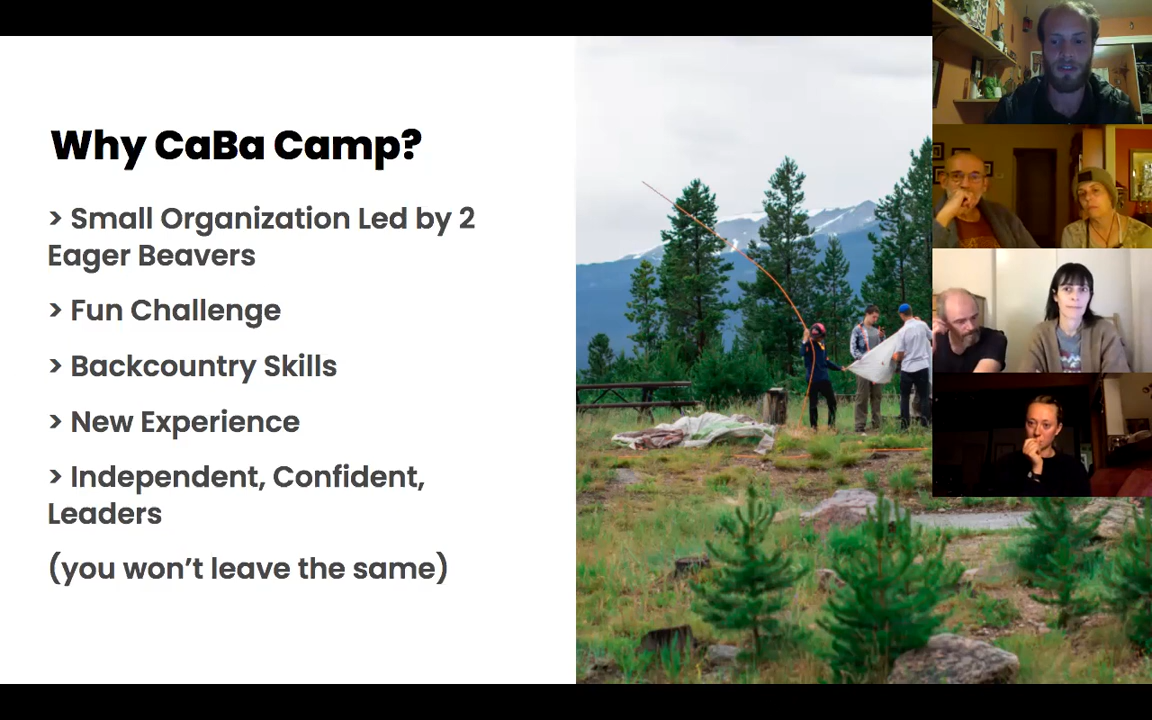 Why CaBa Camp?
> Small Organization Led by 2
Eager Beavers
> Fun Challenge
> Backcountry Skills
> New Experience
> Independent, Confident,
Leaders
(you won’t leave the same)